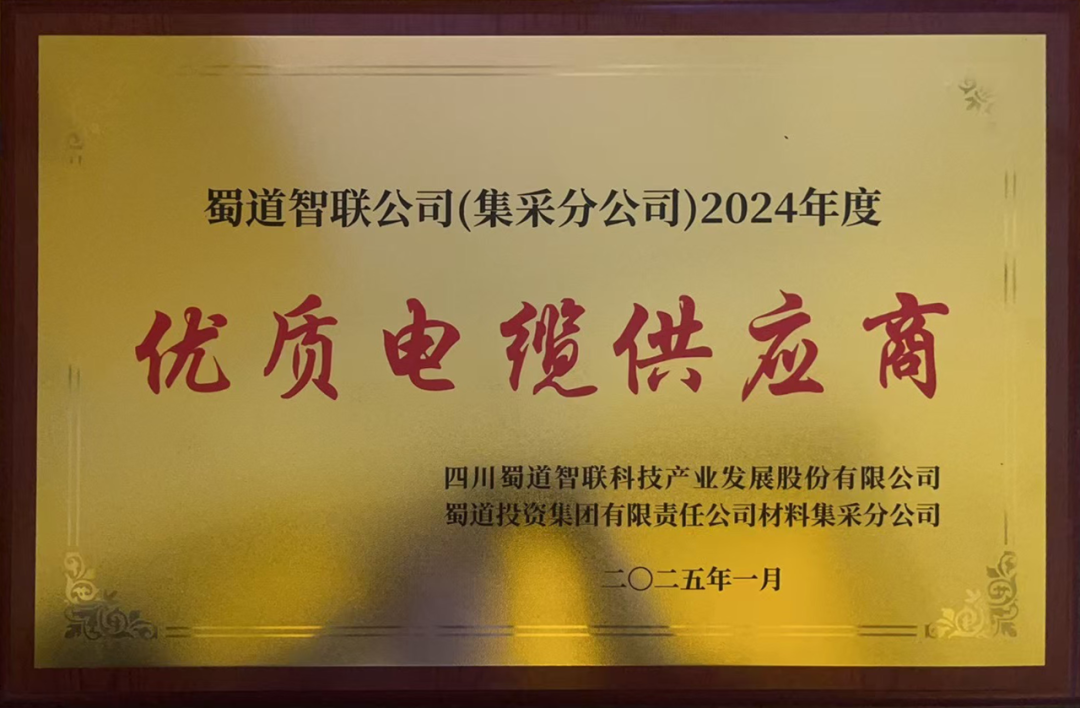 蜀道智联公司(集采分公司)2024年度
优质电缆供应商
四川蜀道智联科技产业发展股份有限公司
蜀道投资集团有限责任公司材料集采分公司
二〇二五年一月